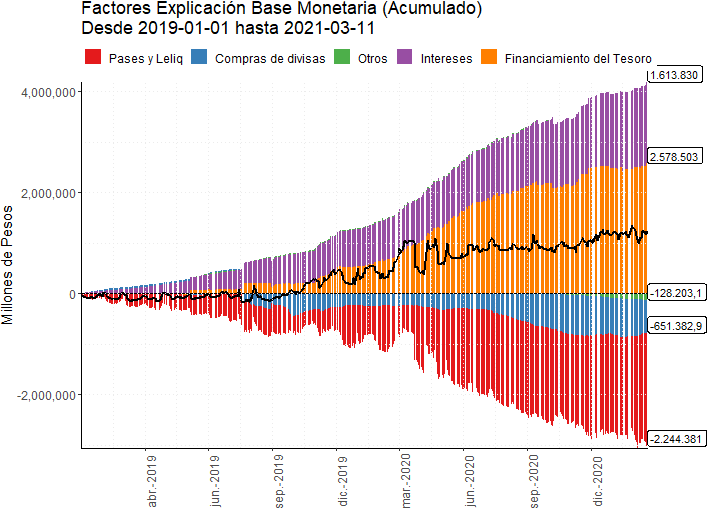 Factores Explicación Base Monetaria (Acumulado)
Desde 2019-01-01 hasta 2021-03-11
Pases y Leliq Compras de divisas Otros Intereses Financiamiento del Tesoro
1.613.830
4,000,000
2.578.503
2,000,000
Millones de Pesos
0
-128.203,1
-651.382,9
-2,000,000
-2.244.381
abr.-2019 jun.-2019 sep.-2019 dic.-2019 mar.-2020 jun.-2020 sep.-2020 dic.-2020